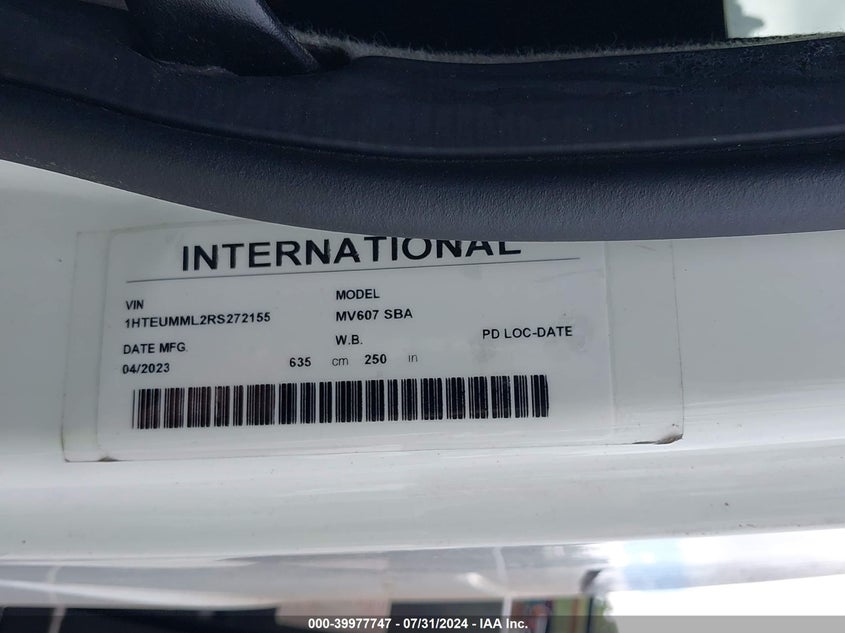 INTERNATIONAL
VIN
1HTEUMML2RS272155
MODEL
MV607 SBA
DATE MFG.
04/2023
W.B.
635 cm 250 in
PD LOC-DATE
000-39977747 - 07/31/2024 - © IAA Inc.